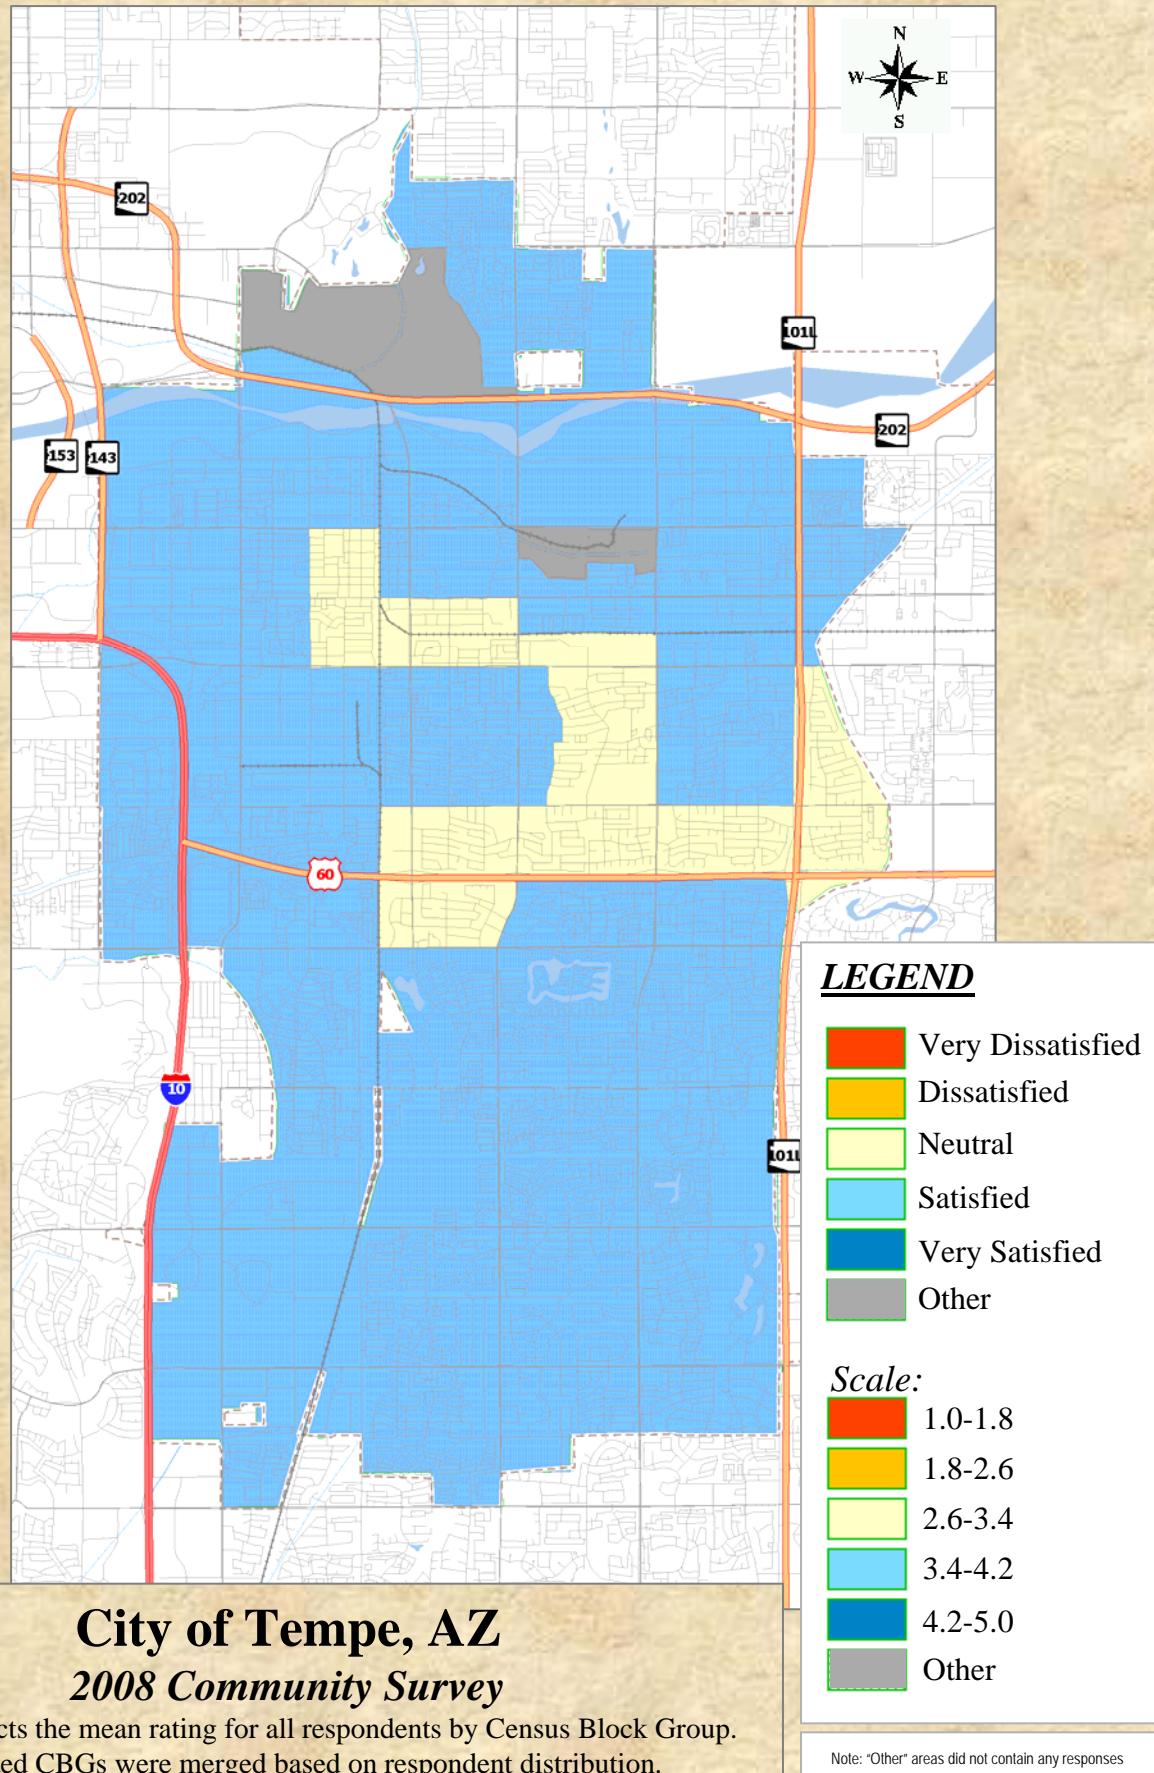 N
W E
S
202
101L
202
153
143
60
10
101L
LEGEND
Very Dissatisfied
Dissatisfied
Neutral
Satisfied
Very Satisfied
Other
Scale:
1.0-1.8
1.8-2.6
2.6-3.4
3.4-4.2
4.2-5.0
Other
City of Tempe, AZ
2008 Community Survey
the mean rating for all respondents by Census Block Group.
CBGs were merged based on respondent distribution.
Note: “Other” areas did not contain any responses